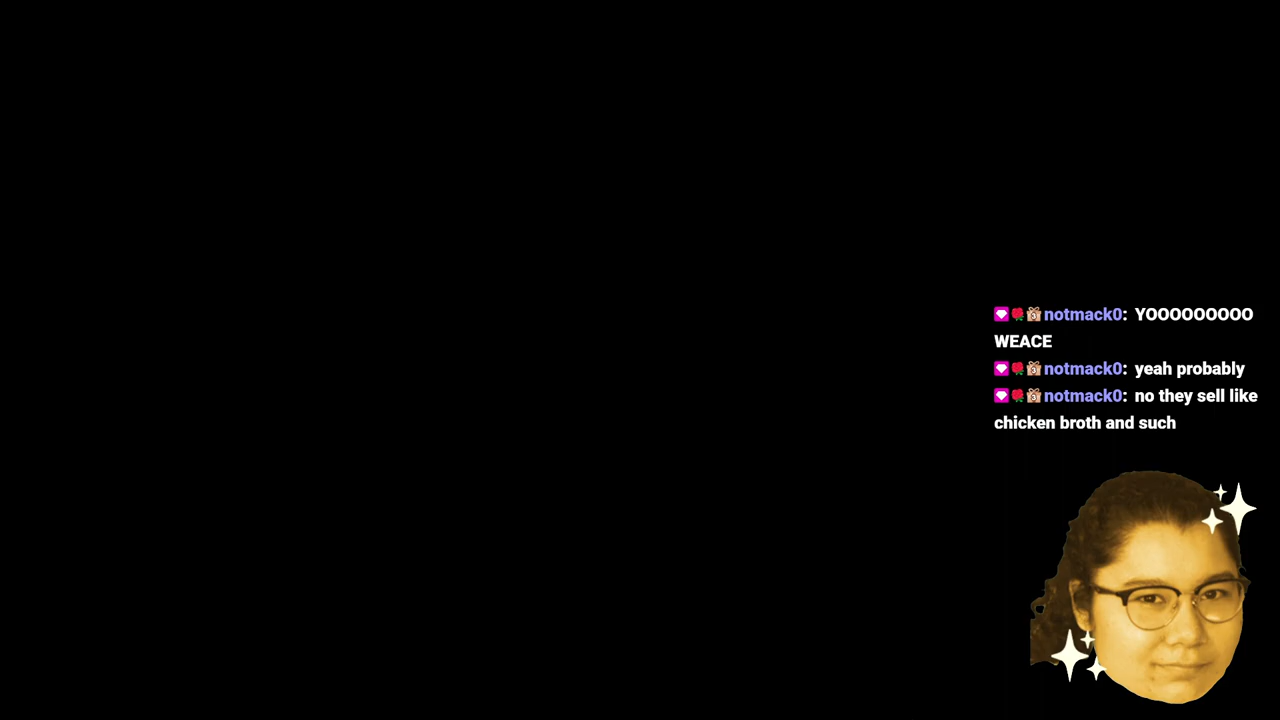 notmack0: YOOOOOOOOO
WEACE
notmack0: yeah probably
notmack0: no they sell like
chicken broth and such